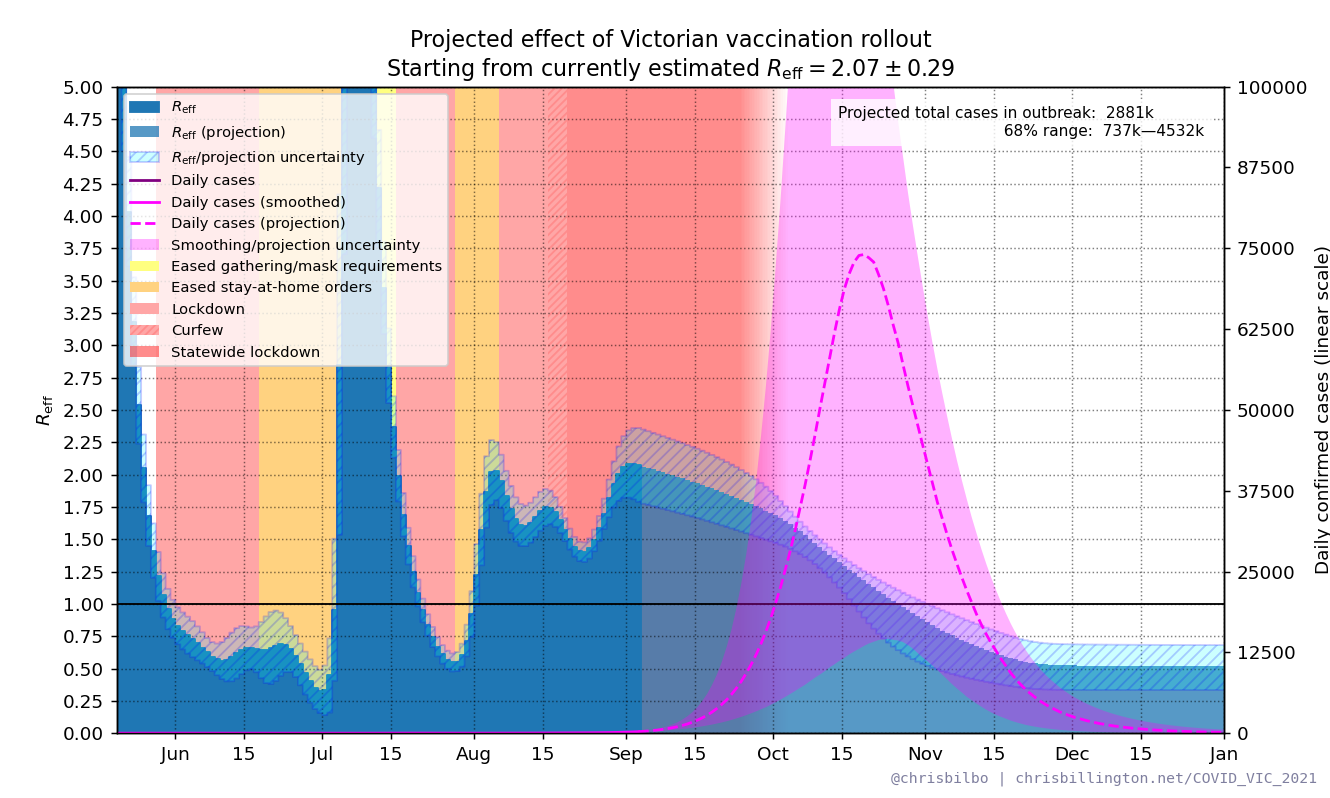 Projected effect of Victorian vaccination rollout
Starting from currently estimated R_eff = 2.07 ± 0.29
Projected total cases in outbreak: 2881k
68% range: 737k—4532k
R_eff
R_eff (projection)
R_eff/projection uncertainty
Daily cases
Daily cases (smoothed)
Daily cases (projection)
Smoothing/projection uncertainty
Eased gathering/mask requirements
Eased stay-at-home orders
Lockdown
Curfew
Statewide lockdown
R_eff
5.00
4.75
4.50
4.25
4.00
3.75
3.50
3.25
3.00
2.75
2.50
2.25
2.00
1.75
1.50
1.25
1.00
0.75
0.50
0.25
0.00
100000
87500
75000
62500
50000
37500
25000
12500
0
Daily confirmed cases (linear scale)
Jun 15 Jul 15 Aug 15 Sep 15 Oct 15 Nov 15 Dec 15 Jan
@chrisbilbo | chrisbillington.net/COVID_VIC_2021